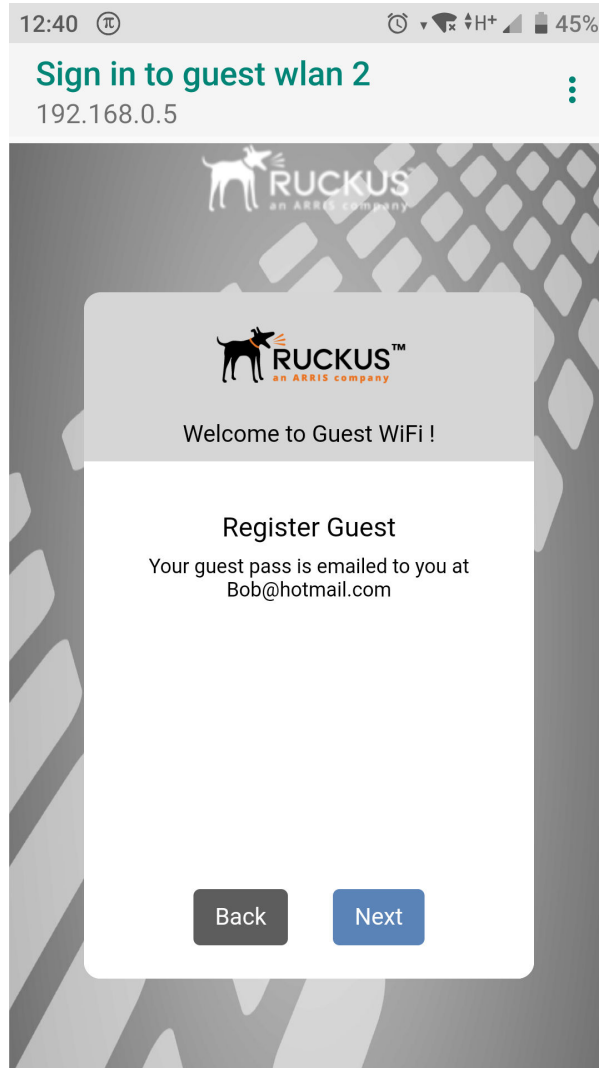 12:40 π H+ 45%
Sign in to guest wlan 2
192.168.0.5
RUCKUS
an ARRIS company
RUCKUS™
an ARRIS company
Welcome to Guest WiFi !
Register Guest
Your guest pass is emailed to you at
Bob@hotmail.com
Back Next